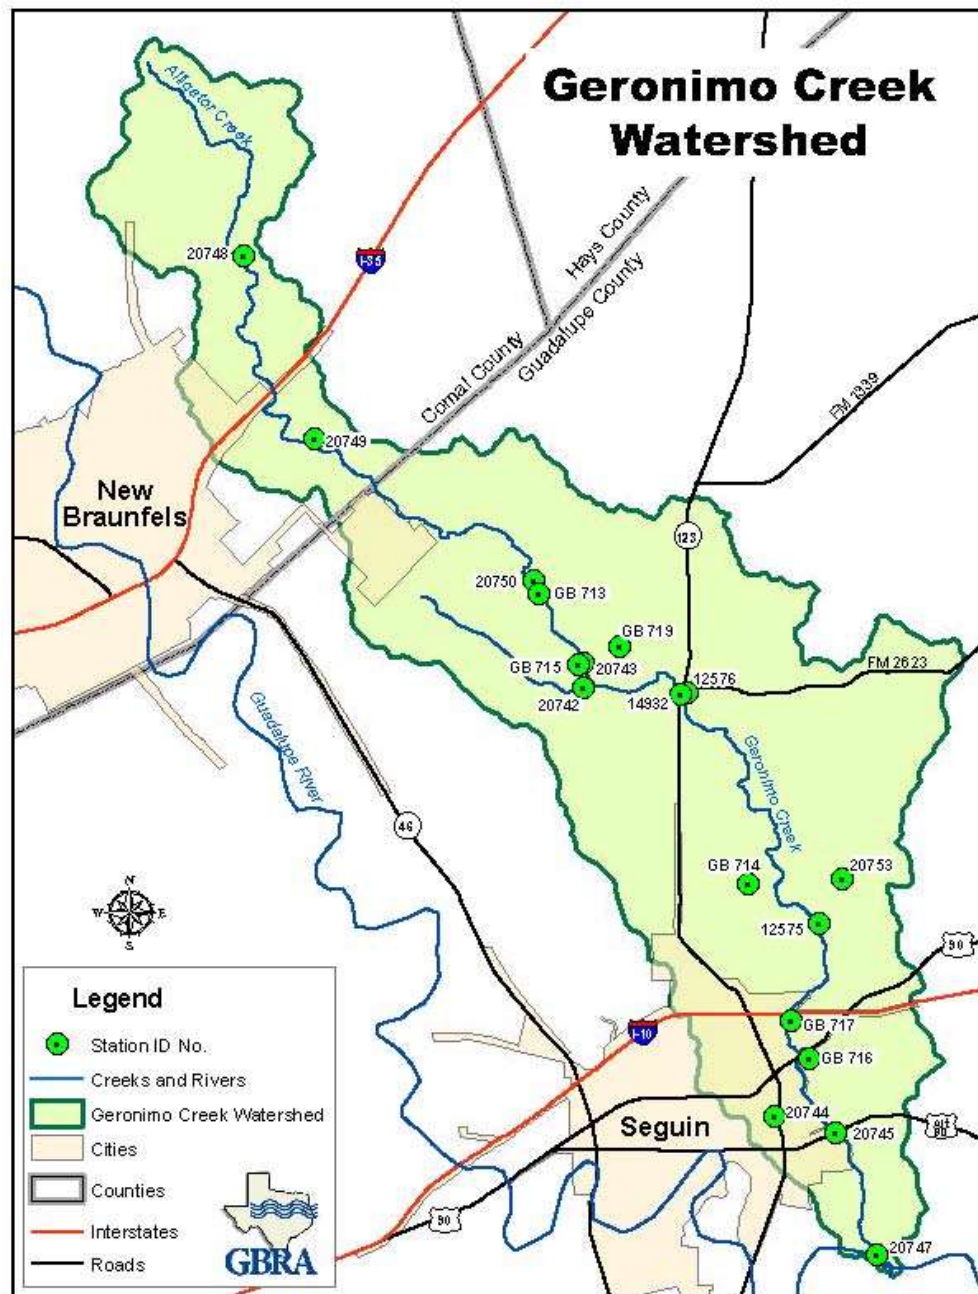 Geronimo Creek
Watershed
Alligator Creek
20748
I-35
Hays County
Comal County
Guadalupe County
FM 1339
20749
New
Braunfels
123
20750
GB 713
GB 719
GB 715
20743
12576
FM 2623
20742
14932
Guadalupe River
Geronimo Creek
46
GB 714
20753
12575
N
W
E
S
90
Legend
Station ID No.
Creeks and Rivers
Geronimo Creek Watershed
Cities
Counties
Interstates
Roads
GBRA
I-10
GB 717
GB 716
Seguin
20744
20745
90
20747